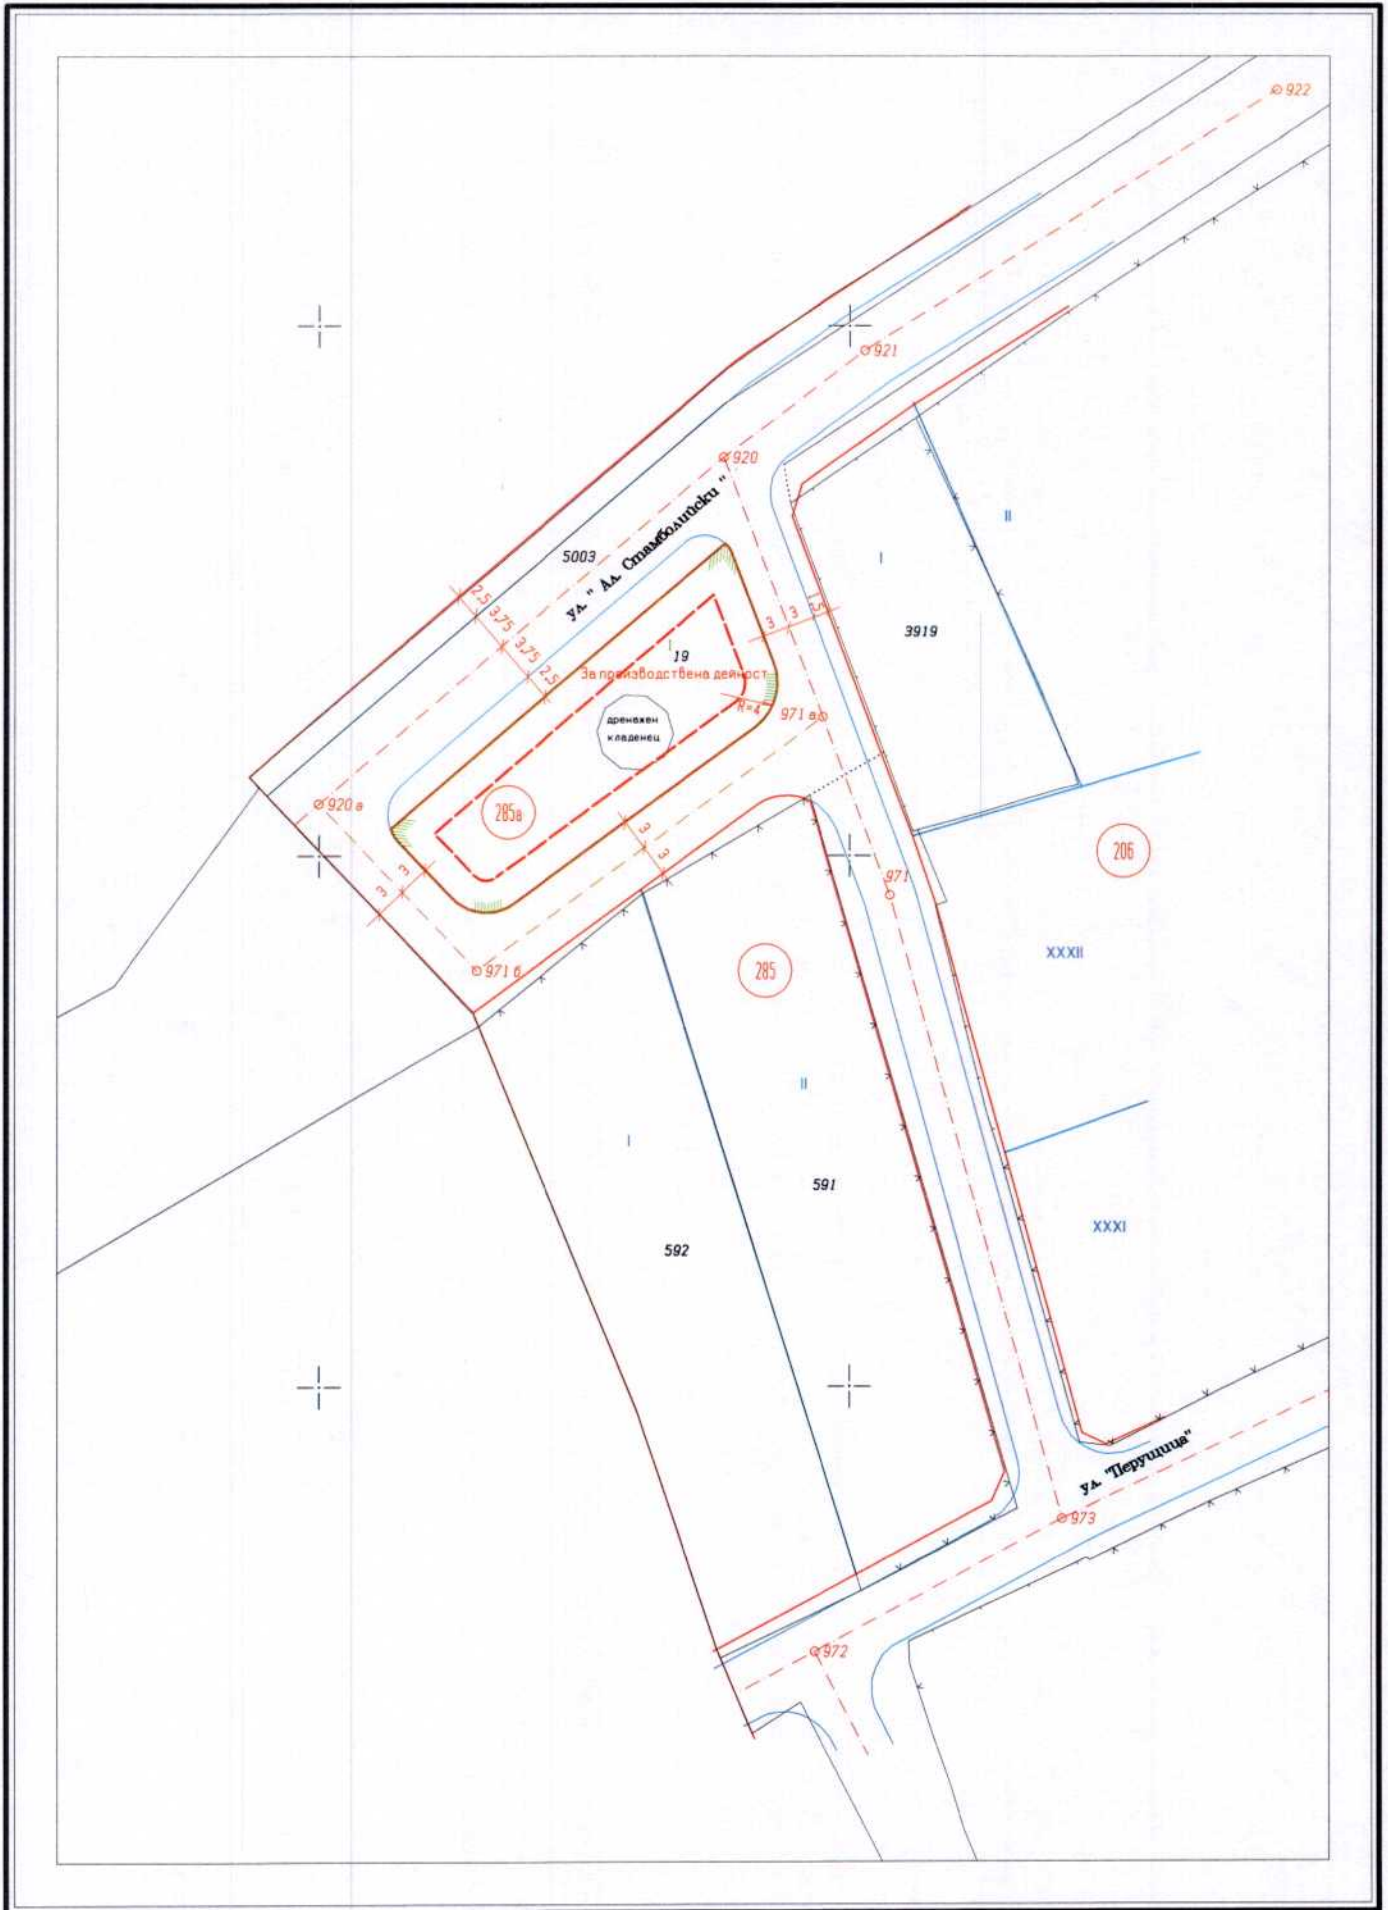 922
921
920
ул. " Ал. Стамболийски "
5003
2,5
3,75
3,75
2,5
3
3
1,5
I
II
3919
I
19
За производствена дейност
R=4
971 а
дренажен
кладенец
920 а
285а
3
3
3
3
971
206
971 б
285
XXXII
II
I
591
592
XXXI
ул. "Перущица"
973
972